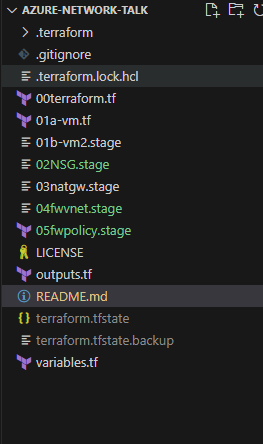 AZURE-NETWORK-TALK
.terraform
.gitignore
.terraform.lock.hcl
00terraform.tf
01a-vm.tf
01b-vm2.stage
02NSG.stage
03natgw.stage
04fwvnet.stage
05fwpolicy.stage
LICENSE
outputs.tf
README.md
terraform.tfstate
terraform.tfstate.backup
variables.tf